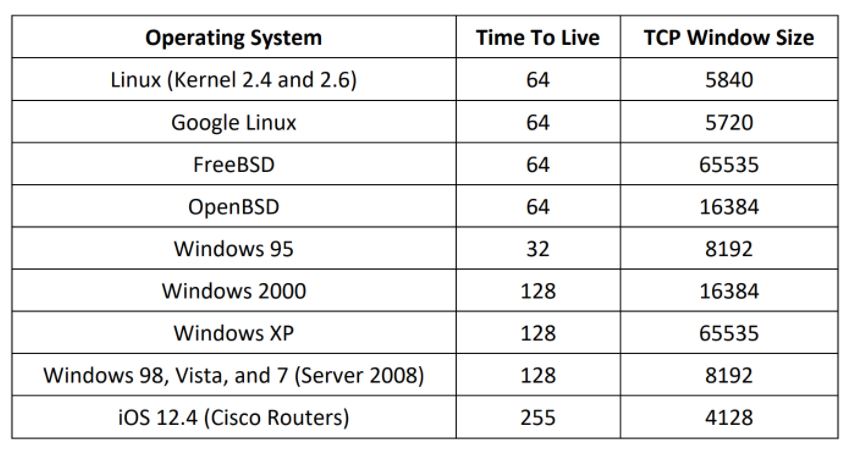 Operating System Time To Live TCP Window Size
Linux (Kernel 2.4 and 2.6) 64 5840
Google Linux 64 5720
FreeBSD 64 65535
OpenBSD 64 16384
Windows 95 32 8192
Windows 2000 128 16384
Windows XP 128 65535
Windows 98, Vista, and 7 (Server 2008) 128 8192
iOS 12.4 (Cisco Routers) 255 4128